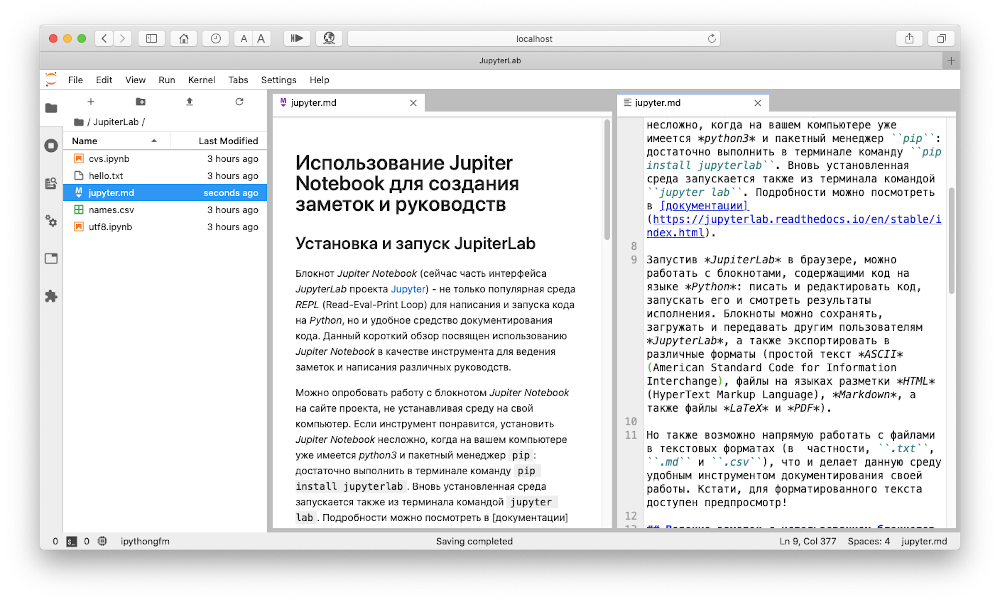 A A
localhost
JupyterLab
File Edit View Run Kernel Tabs Settings Help
/ JupiterLab /
Name Last Modified
cvs.ipynb 3 hours ago
hello.txt 3 hours ago
jupyter.md seconds ago
names.csv 3 hours ago
utf8.ipynb 3 hours ago
jupyter.md
Использование Jupiter
Notebook для создания
заметок и руководств
Установка и запуск JupiterLab
Блокнот Jupiter Notebook (сейчас часть интерфейса
JupyterLab проекта Jupyter) - не только популярная среда
REPL (Read-Eval-Print Loop) для написания и запуска кода
на Python, но и удобное средство документирования
кода. Данный короткий обзор посвящен использованию
Jupiter Notebook в качестве инструмента для ведения
заметок и написания различных руководств.
Можно опробовать работу с блокнотом Jupiter Notebook
на сайте проекта, не устанавливая среду на свой
компьютер. Если инструмент понравится, установить
Jupiter Notebook несложно, когда на вашем компьютере
уже имеется python3 и пакетный менеджер pip :
достаточно выполнить в терминале команду pip
install jupyterlab . Вновь установленная среда
запускается также из терминала командой jupyter
lab . Подробности можно посмотреть в [документации]
jupyter.md
несложно, когда на вашем компьютере уже
имеется *python3* и пакетный менеджер ``pip``:
достаточно выполнить в терминале команду ``pip
install jupyterlab``. Вновь установленная
среда запускается также из терминала командой
``jupyter lab``. Подробности можно посмотреть
в [документации]
(https://jupyterlab.readthedocs.io/en/stable/i
ndex.html).
8
9 Запустив *JupiterLab* в браузере, можно
работать с блокнотами, содержащими код на
языке *Python*: писать и редактировать код,
запускать его и смотреть результаты
исполнения. Блокноты можно сохранять,
загружать и передавать другим пользователям
*JupyterLab*, а также экспортировать в
различные форматы (простой текст *ASCII*
(American Standard Code for Information
Interchange), файлы на языках разметки *HTML*
(HyperText Markup Language), *Markdown*, а
также файлы *LaTeX* и *PDF*).
10
11 Но также возможно напрямую работать с файлами
в текстовых форматах (в частности, ``.txt``,
``.md`` и ``.csv``), что и делает данную среду
удобным инструментом документирования своей
работы. Кстати, для форматированного текста
доступен предпросмотр!
12
0 0 ipythongfm Saving completed Ln 9, Col 377 Spaces: 4 jupyter.md